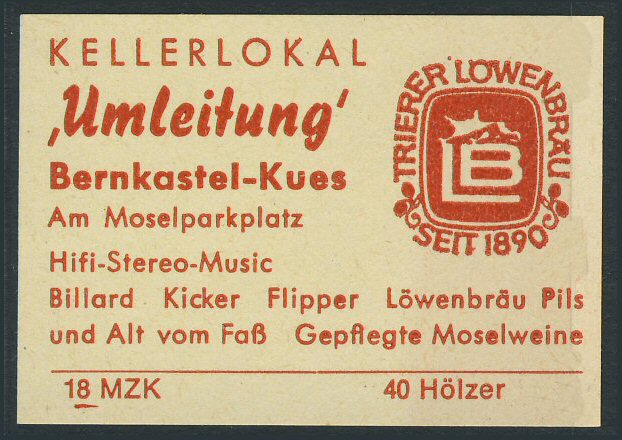 KELLERLOKAL
‚Umleitung'
Bernkastel-Kues
Am Moselparkplatz
Hifi-Stereo-Music
Billard Kicker Flipper Löwenbräu Pils
und Alt vom Faß Gepflegte Moselweine
18 MZK 40 Hölzer
TRIERER LÖWENBRÄU
LB
SEIT 1890